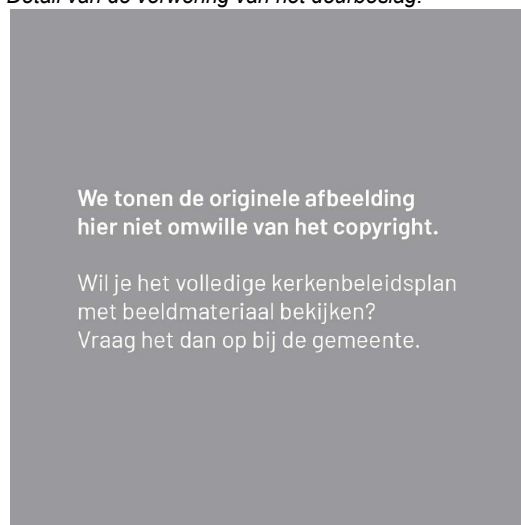 Detail van de verwering van het deurbeslag.
We tonen de originele afbeelding
hier niet omwille van het copyright.
Wil je het volledige kerkenbeleidsplan
met beeldmateriaal bekijken?
Vraag het dan op bij de gemeente.